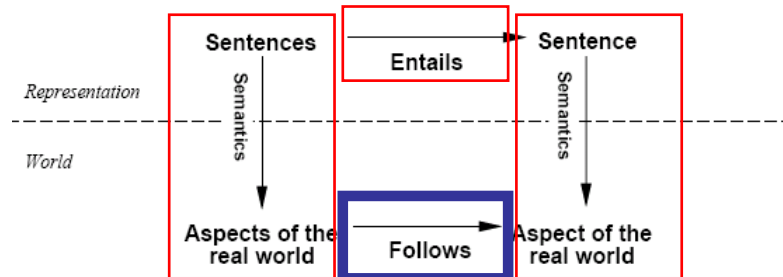 Sentences
Entails
Sentence
Representation
Semantics
Semantics
World
Aspects of the
real world
Follows
Aspect of the
real world